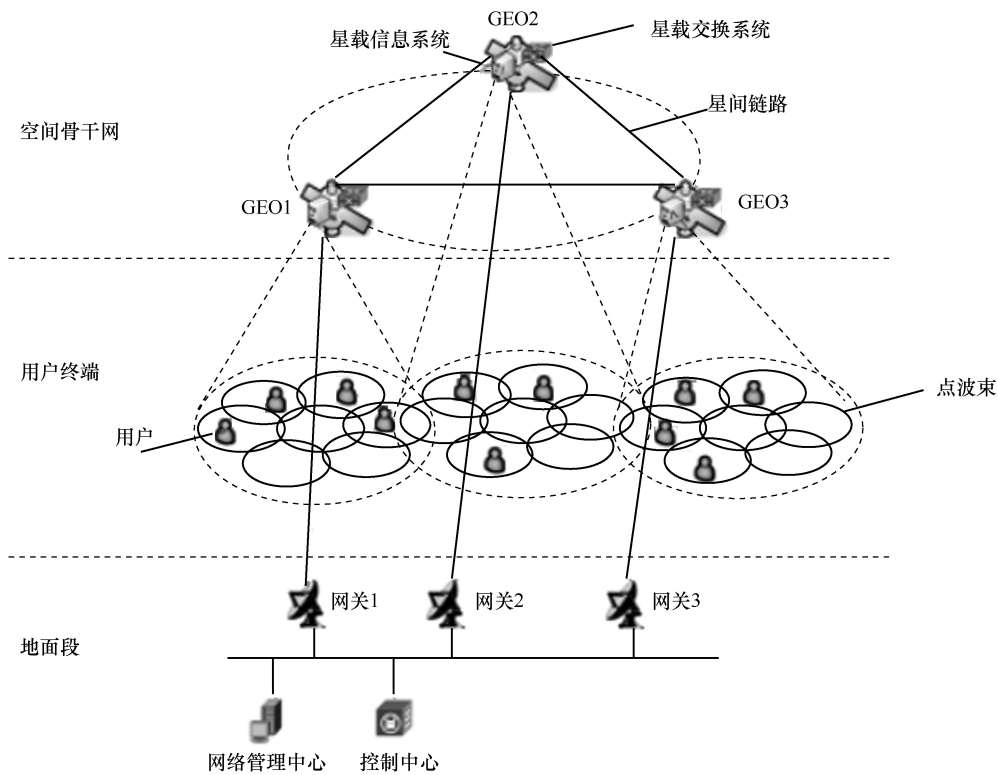 GEO2
星载信息系统
星载交换系统
星间链路
空间骨干网
GEO1
GEO3
用户终端
点波束
用户
网关1
网关2
网关3
地面段
网络管理中心
控制中心